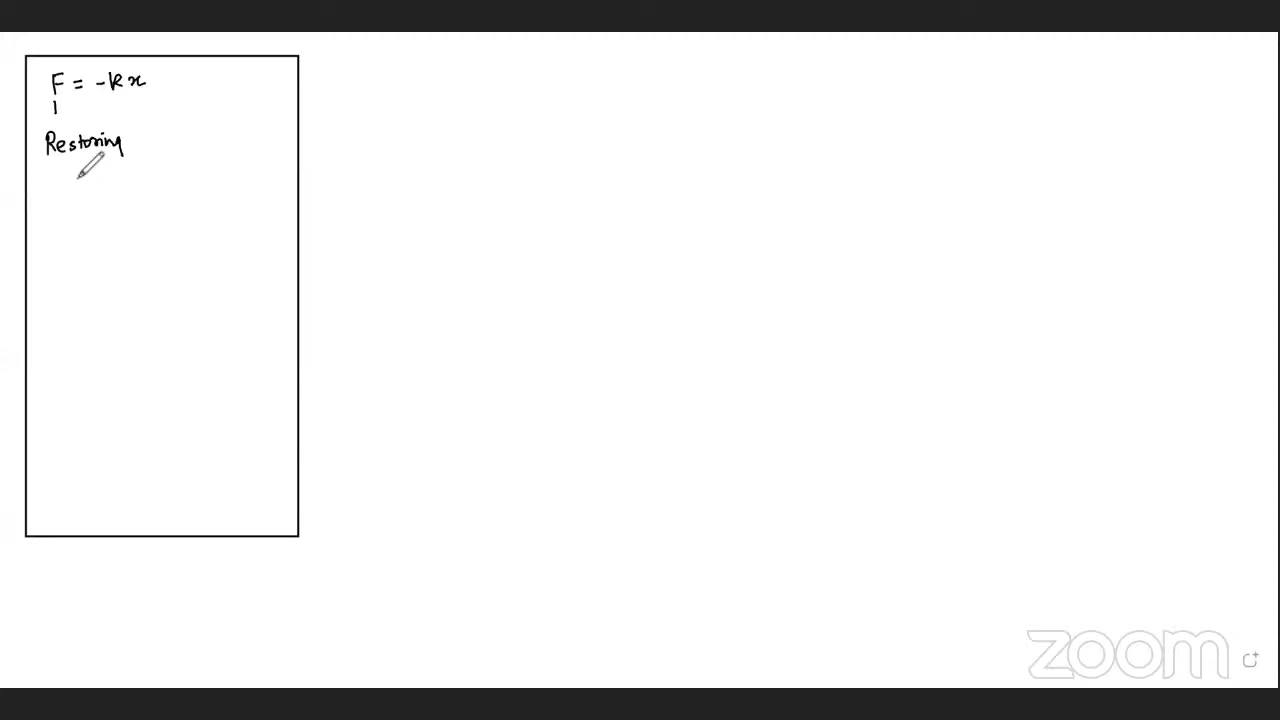 F = -kx
Restoring
zoom